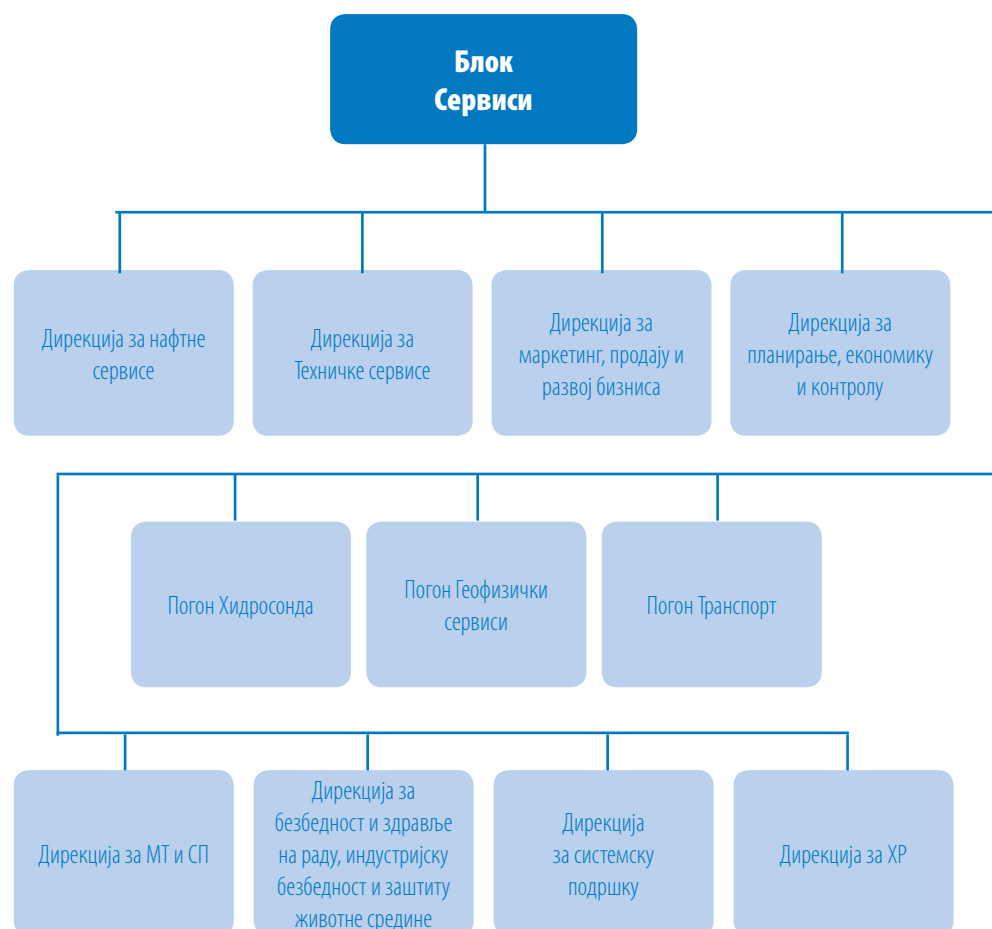 Блок
Сервиси
Дирекција за нафтне
сервисе
Дирекција за
Техничке сервисе
Дирекција за
маркетинг, продају и
развој бизниса
Дирекција за
планирање, економику
и контролу
Погон Хидросонда
Погон Геофизички
сервиси
Погон Транспорт
Дирекција за МТ и СП
Дирекција за
безбедност и здравље
на раду, индустријску
безбедност и заштиту
животне средине
Дирекција
за системску
подршку
Дирекција за ХР